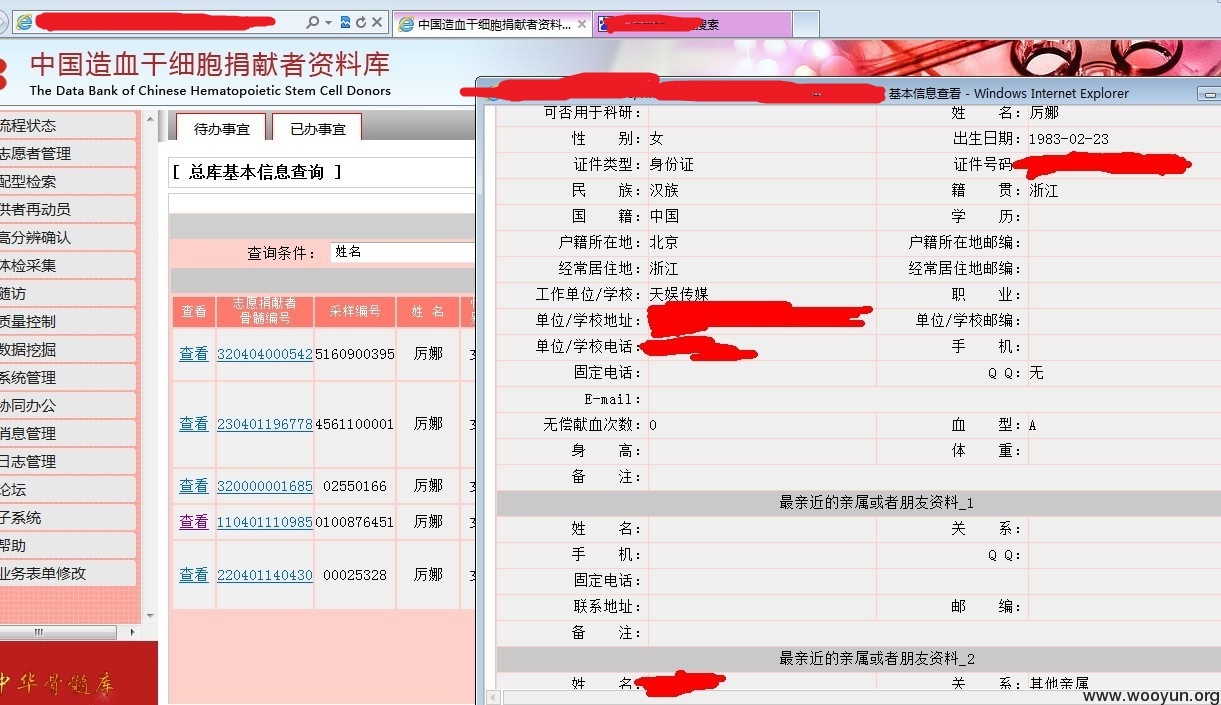 中国造血干细胞捐献者资料...
搜索
中国造血干细胞捐献者资料库
The Data Bank of Chinese Hematopoietic Stem Cell Donors
流程状态
志愿者管理
配型检索
供者再动员
高分辨确认
体检采集
随访
质量控制
数据挖掘
系统管理
协同办公
消息管理
日志管理
论坛
子系统
帮助
业务表单修改
中华骨髓库
待办事宜 已办事宜
[ 总库基本信息查询 ]
查询条件: 姓名
查看 志愿捐献者骨髓编号 采样编号 姓 名
查看 320404000542 5160900395 厉娜
查看 230401196778 4561100001 厉娜
查看 320000001685 02550166 厉娜
查看 110401110985 0100876451 厉娜
查看 220401140430 00025328 厉娜
基本信息查看 - Windows Internet Explorer
可否用于科研: 姓 名: 厉娜
性 别: 女 出生日期: 1983-02-23
证件类型: 身份证 证件号码
民 族: 汉族 籍 贯: 浙江
国 籍: 中国 学 历:
户籍所在地: 北京 户籍所在地邮编:
经常居住地: 浙江 经常居住地邮编:
工作单位/学校: 天娱传媒 职 业:
单位/学校地址: 单位/学校邮编:
单位/学校电话: 手 机:
固定电话: Q Q: 无
E-mail:
无偿献血次数: 0 血 型: A
身 高: 体 重:
备 注:
最亲近的亲属或者朋友资料_1
姓 名: 关 系:
手 机: Q Q:
固定电话:
联系地址: 邮 编:
备 注:
最亲近的亲属或者朋友资料_2
姓 名: 关 系: 其他亲属
www.wooyun.org